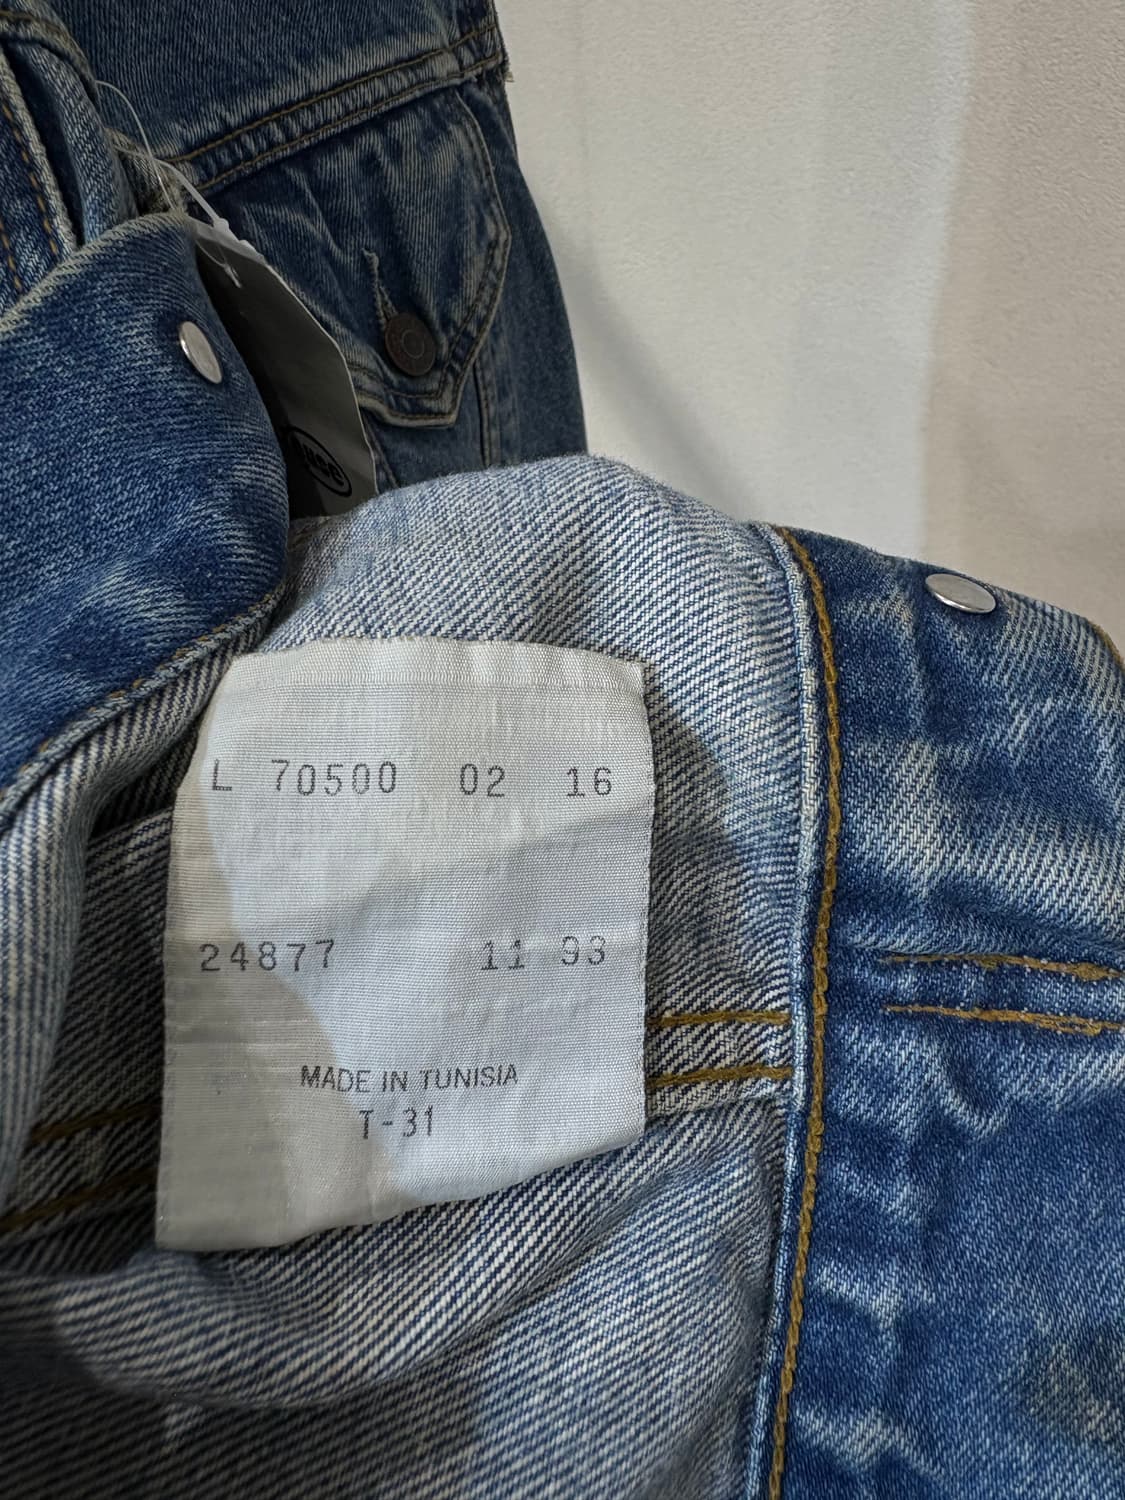 L 70500 02 16
24877 11 93
MADE IN TUNISIA
T-31